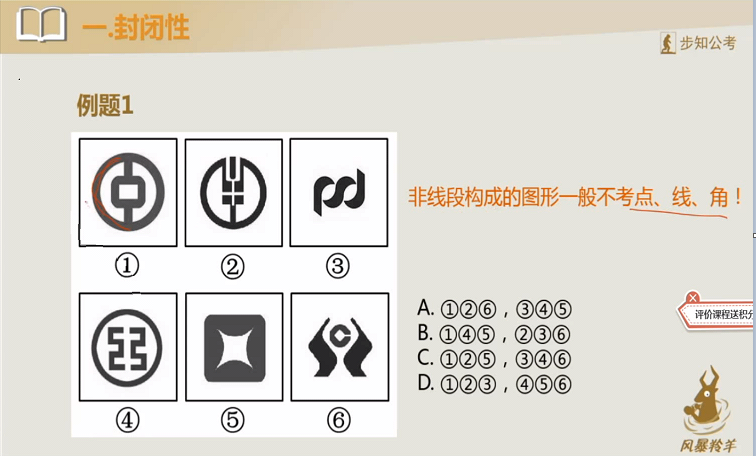 一.封闭性
步知公考
例题1
非线段构成的图形一般不考点、线、角！
① ② ③
A. ①②⑥，③④⑤
B. ①④⑤，②③⑥
C. ①②⑤，③④⑥
D. ①②③，④⑤⑥
评价课程送积分
④ ⑤ ⑥
风暴羚羊